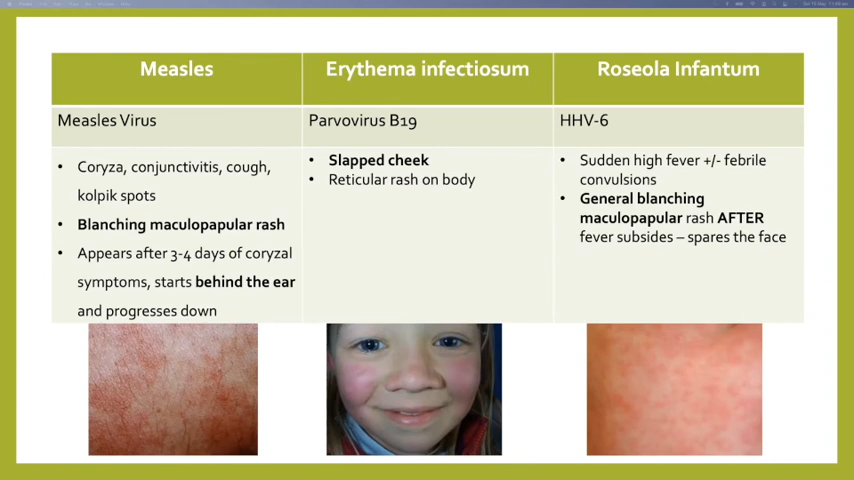 Measles
Erythema infectiosum
Roseola Infantum
Measles Virus
Parvovirus B19
HHV-6
• Coryza, conjunctivitis, cough,
kolpik spots
• Blanching maculopapular rash
• Appears after 3-4 days of coryzal
symptoms, starts behind the ear
and progresses down
• Slapped cheek
• Reticular rash on body
• Sudden high fever +/- febrile
convulsions
• General blanching
maculopapular rash AFTER
fever subsides – spares the face